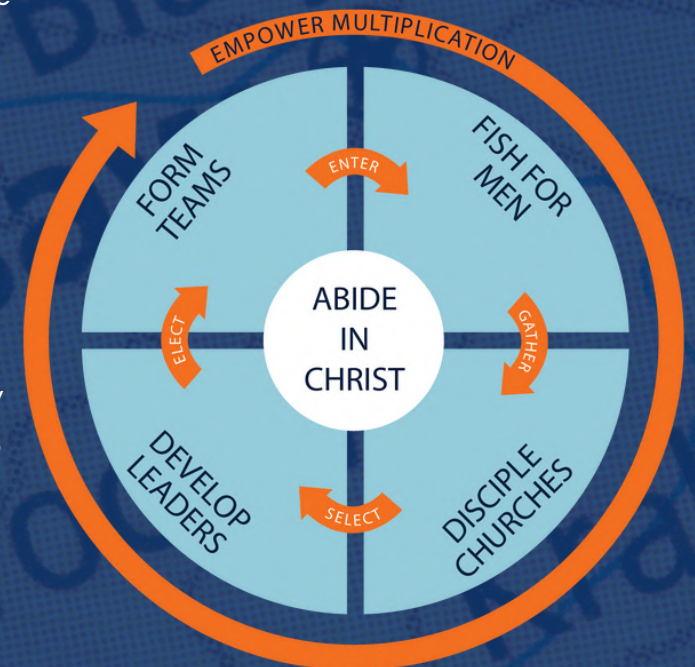 EMPOWER MULTIPLICATION
FORM
TEAMS
ENTER
FISH FOR
MEN
ELECT
ABIDE
IN
CHRIST
GATHER
DEVELOP
LEADERS
SELECT
DISCIPLE
CHURCHES